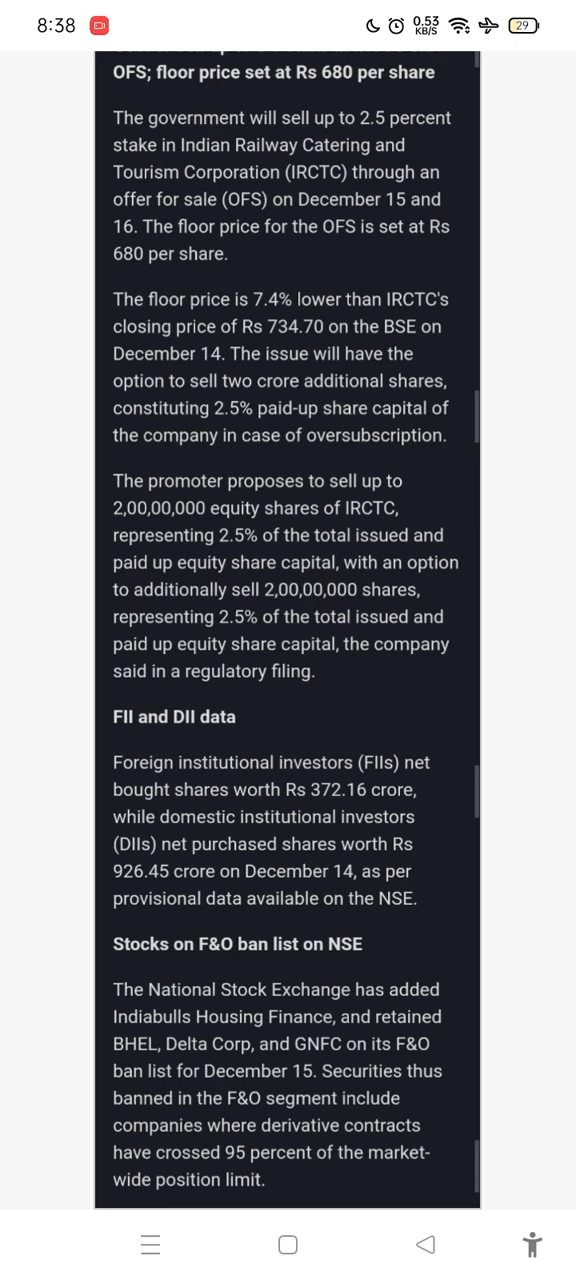 8:38
0.53
KB/S
29
OFS; floor price set at Rs 680 per share
The government will sell up to 2.5 percent
stake in Indian Railway Catering and
Tourism Corporation (IRCTC) through an
offer for sale (OFS) on December 15 and
16. The floor price for the OFS is set at Rs
680 per share.
The floor price is 7.4% lower than IRCTC's
closing price of Rs 734.70 on the BSE on
December 14. The issue will have the
option to sell two crore additional shares,
constituting 2.5% paid-up share capital of
the company in case of oversubscription.
The promoter proposes to sell up to
2,00,00,000 equity shares of IRCTC,
representing 2.5% of the total issued and
paid up equity share capital, with an option
to additionally sell 2,00,00,000 shares,
representing 2.5% of the total issued and
paid up equity share capital, the company
said in a regulatory filing.
FII and DII data
Foreign institutional investors (FIIs) net
bought shares worth Rs 372.16 crore,
while domestic institutional investors
(DIIs) net purchased shares worth Rs
926.45 crore on December 14, as per
provisional data available on the NSE.
Stocks on F&O ban list on NSE
The National Stock Exchange has added
Indiabulls Housing Finance, and retained
BHEL, Delta Corp, and GNFC on its F&O
ban list for December 15. Securities thus
banned in the F&O segment include
companies where derivative contracts
have crossed 95 percent of the market-
wide position limit.